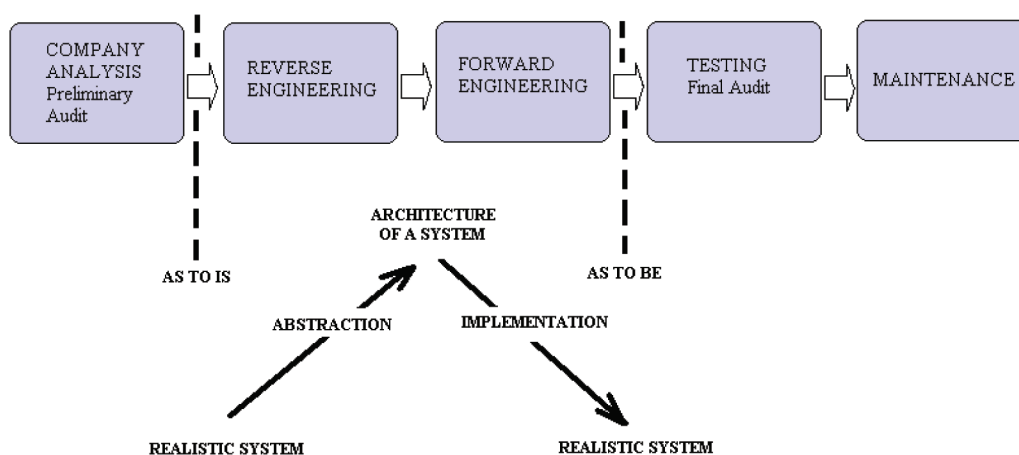 COMPANY
ANALYSIS
Preliminary
Audit
REVERSE
ENGINEERING
FORWARD
ENGINEERING
TESTING
Final Audit
MAINTENANCE
ARCHITECTURE
OF A SYSTEM
AS TO IS
AS TO BE
ABSTRACTION
IMPLEMENTATION
REALISTIC SYSTEM
REALISTIC SYSTEM